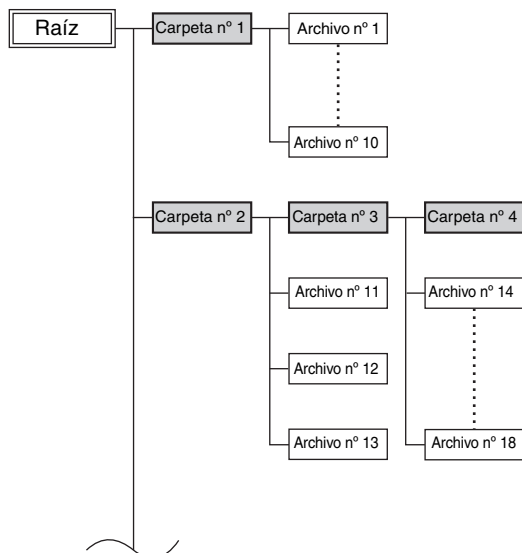 Raíz
Carpeta nº 1
Archivo nº 1
Archivo nº 10
Carpeta nº 2
Carpeta nº 3
Carpeta nº 4
Archivo nº 11
Archivo nº 14
Archivo nº 12
Archivo nº 13
Archivo nº 18